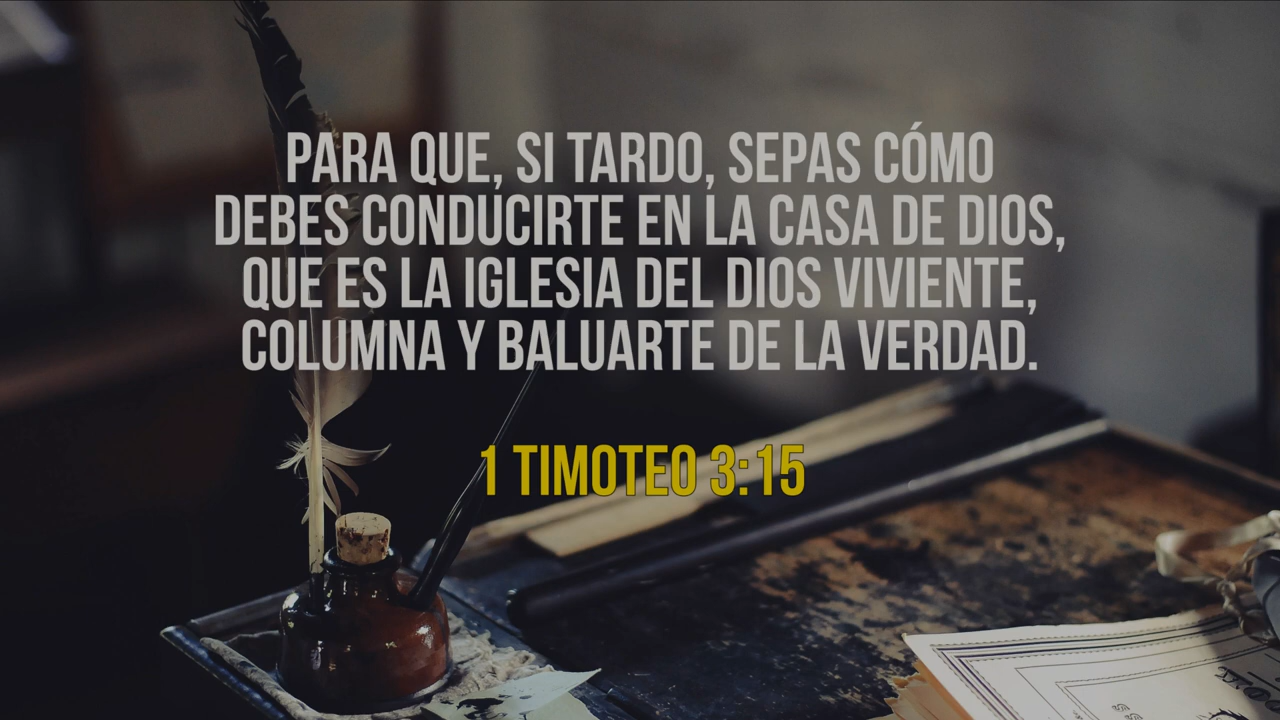 PARA QUE, SI TARDO, SEPAS CÓMO
DEBES CONDUCIRTE EN LA CASA DE DIOS,
QUE ES LA IGLESIA DEL DIOS VIVIENTE,
COLUMNA Y BALUARTE DE LA VERDAD.
1 TIMOTEO 3:15